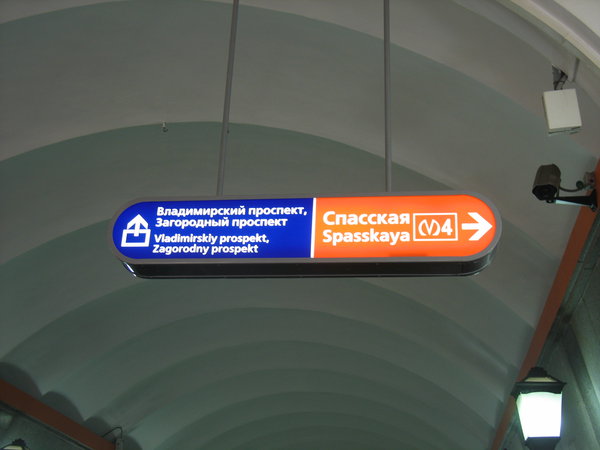 Владимирский проспект,
Загородный проспект
Vladimirskiy prospekt,
Zagorodny prospekt
Спасская
Spasskaya
(V) 4